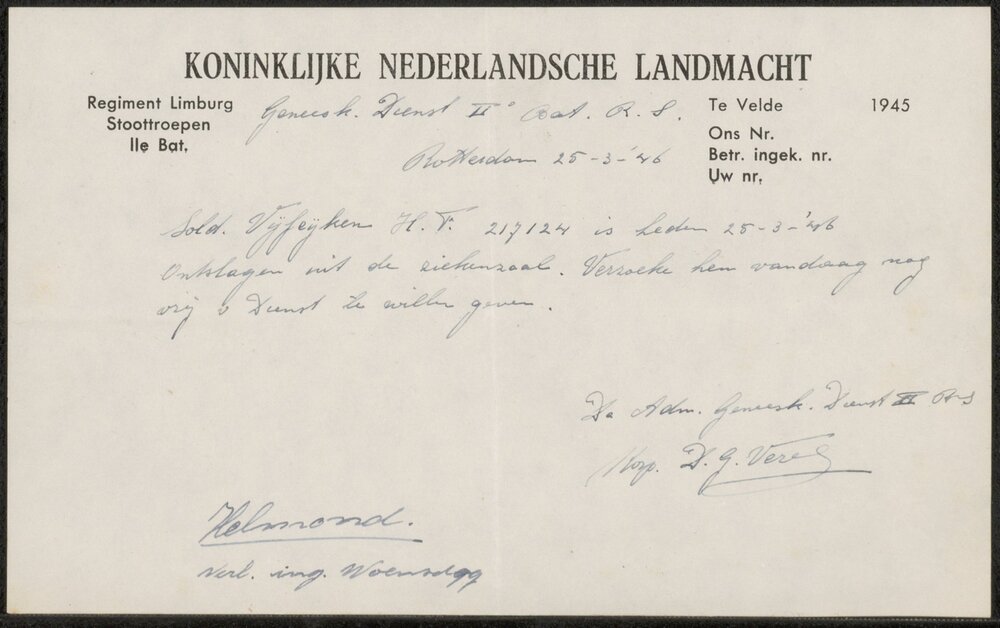 KONINKLIJKE NEDERLANDSCHE LANDMACHT
Regiment Limburg
Stoottroepen
IIe Bat.
Geneesk. Dienst IIe Bat. R. S.
Te Velde 1945
Ons Nr.
Betr. ingek. nr.
Uw nr.
Rotterdam 25-3-'46
Sold. Vijfeijken H. F. 217124 is heden 25-3-'46
Ontslagen uit de ziekenzaal. Verzoeke hem vandaag nog
vrij v Dienst te willen geven.
De Adm. Geneesk. Dienst II R-S
Korp. D. G.
Helmond.
Verl. ing. Woensdag